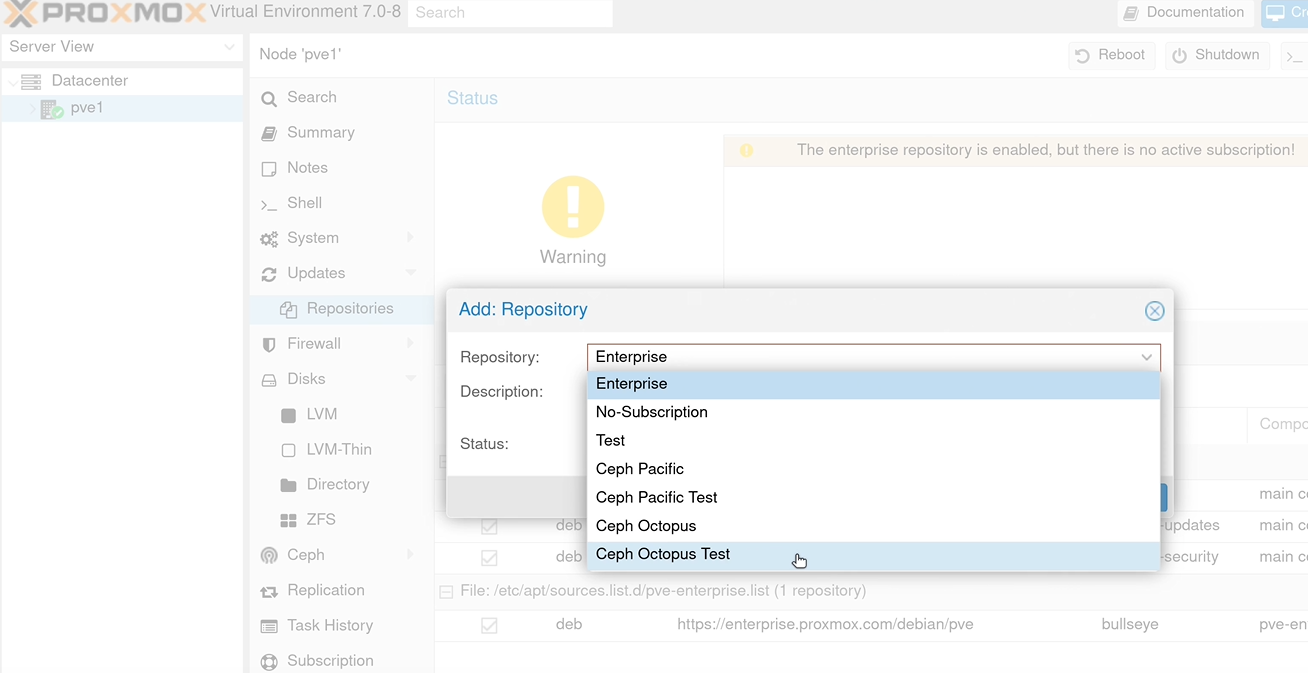 PROXMOX Virtual Environment 7.0-8 Search Documentation
Server View
Datacenter
pve1
Node 'pve1' Reboot Shutdown
Search
Summary
Notes
Shell
System
Updates
Repositories
Firewall
Disks
LVM
LVM-Thin
Directory
ZFS
Ceph
Replication
Task History
Subscription
Status
The enterprise repository is enabled, but there is no active subscription!
Warning
Add: Repository
Repository: Enterprise
Description:
Status:
Enterprise
No-Subscription
Test
Ceph Pacific
Ceph Pacific Test
Ceph Octopus
Ceph Octopus Test
main
deb -updates main
deb -security main
File: /etc/apt/sources.list.d/pve-enterprise.list (1 repository)
deb https://enterprise.proxmox.com/debian/pve bullseye pve-en